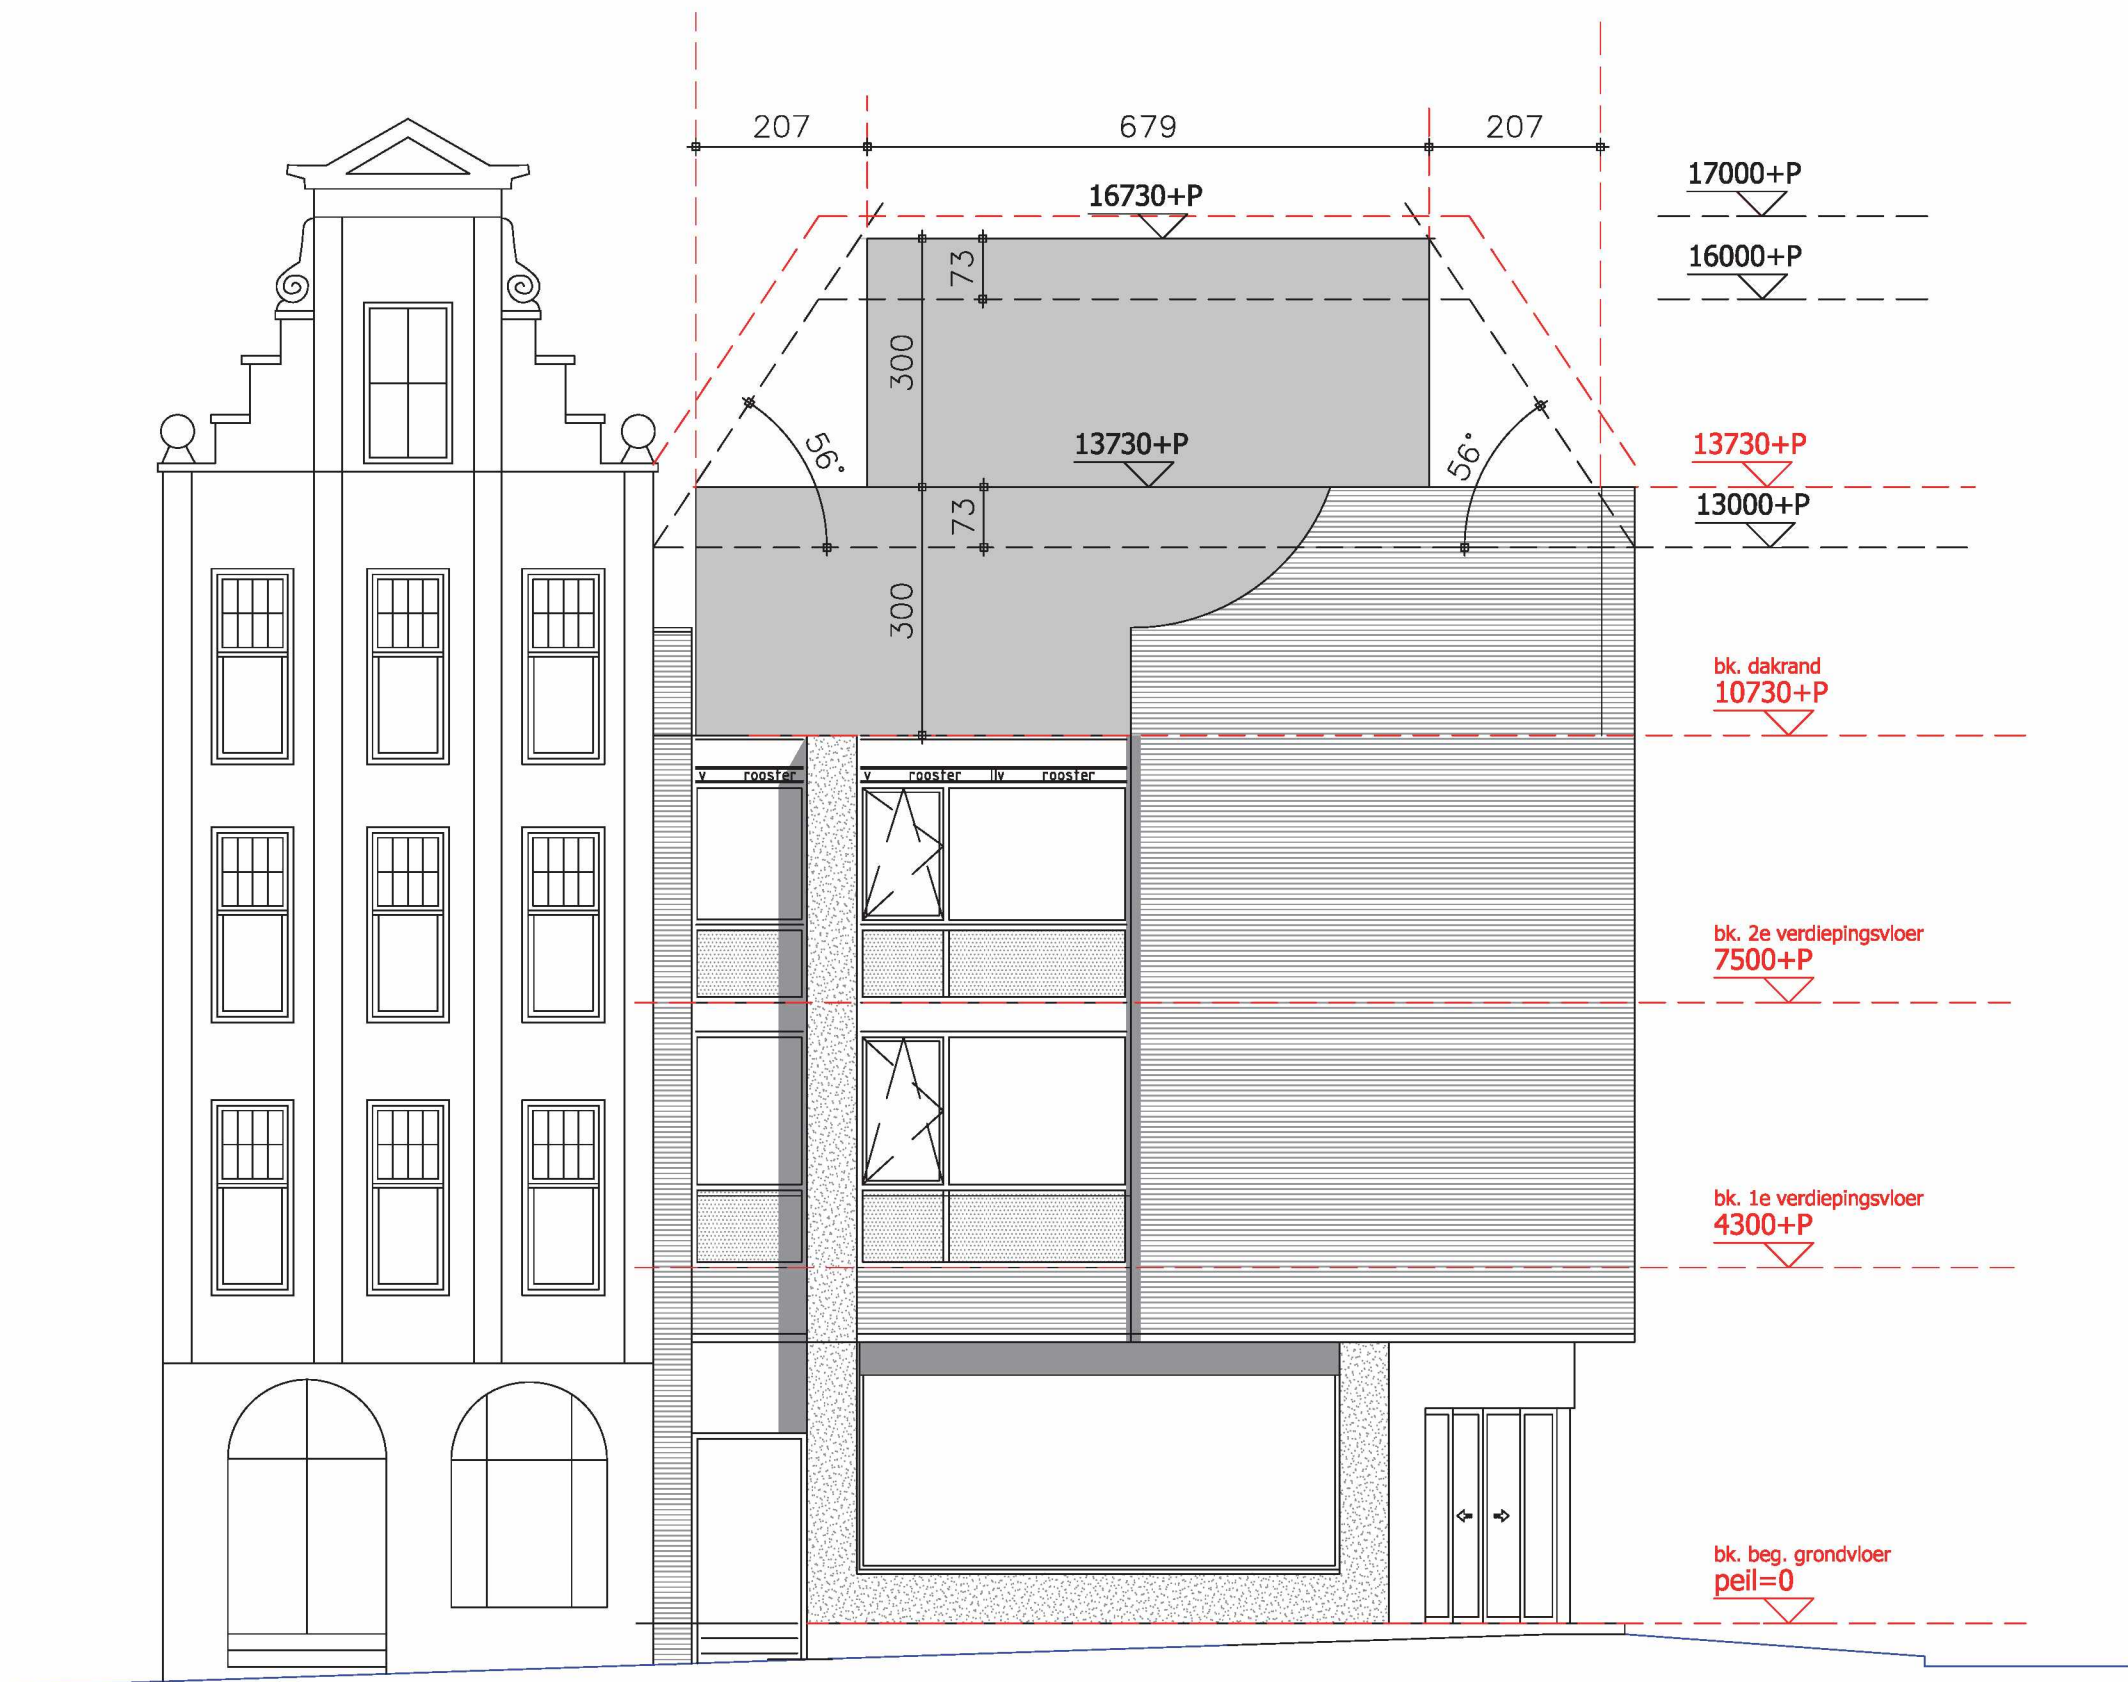 207
679
207
17000+P
16730+P
16000+P
73
300
56°
56°
13730+P
13730+P
13000+P
73
300
bk. dakrand
10730+P
v rooster
v rooster llv rooster
bk. 2e verdiepingsvloer
7500+P
bk. 1e verdiepingsvloer
4300+P
bk. beg. grondvloer
peil=0